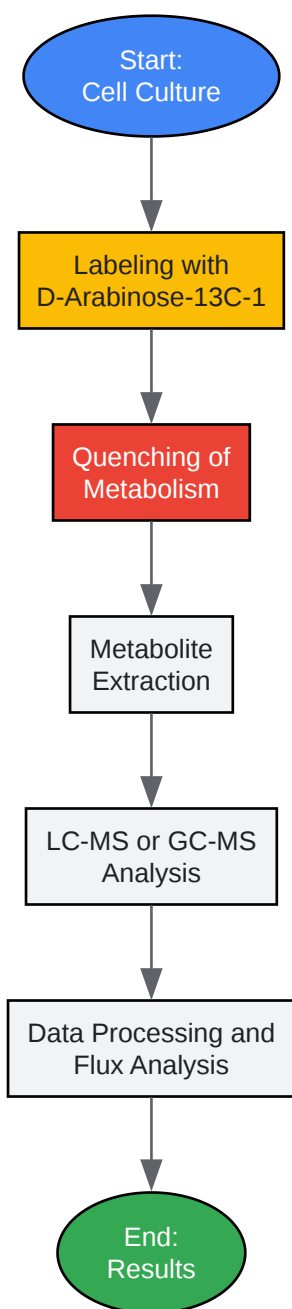 Start:
Cell Culture
Labeling with
D-Arabinose-13C-1
Quenching of
Metabolism
Metabolite
Extraction
LC-MS or GC-MS
Analysis
Data Processing and
Flux Analysis
End:
Results